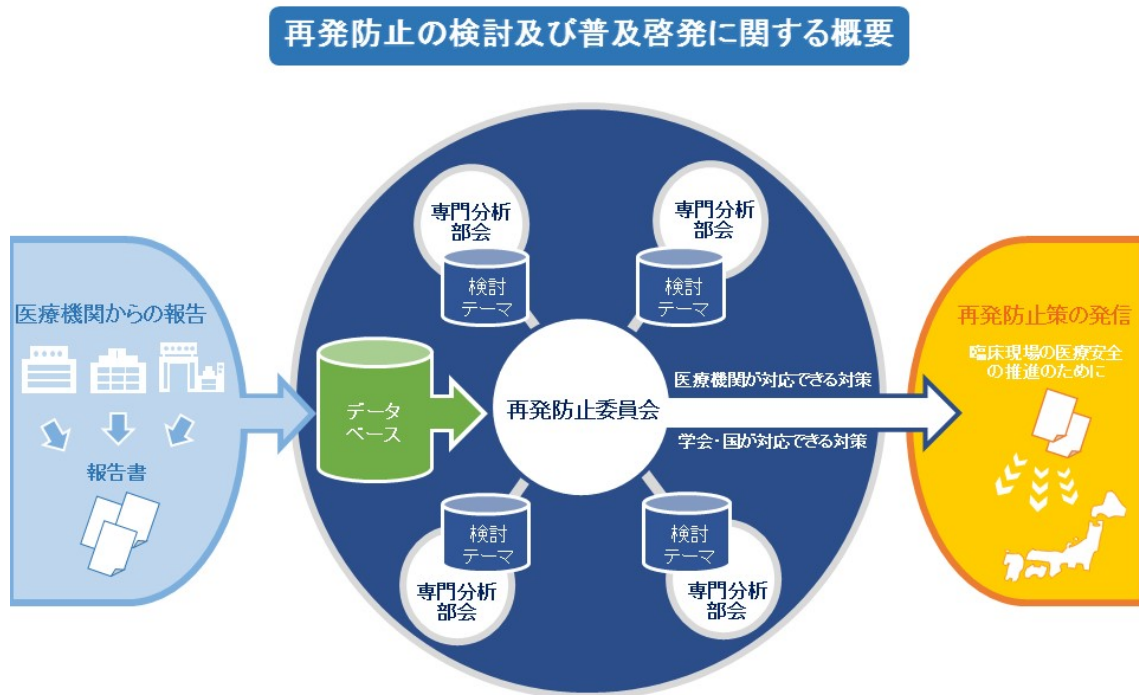 再発防止の検討及び普及啓発に関する概要
医療機関からの報告
報告書
データ
ベース
専門分析
部会
検討
テーマ
専門分析
部会
検討
テーマ
再発防止委員会
検討
テーマ
専門分析
部会
検討
テーマ
専門分析
部会
医療機関が対応できる対策
学会・国が対応できる対策
再発防止策の発信
臨床現場の医療安全
の推進のために